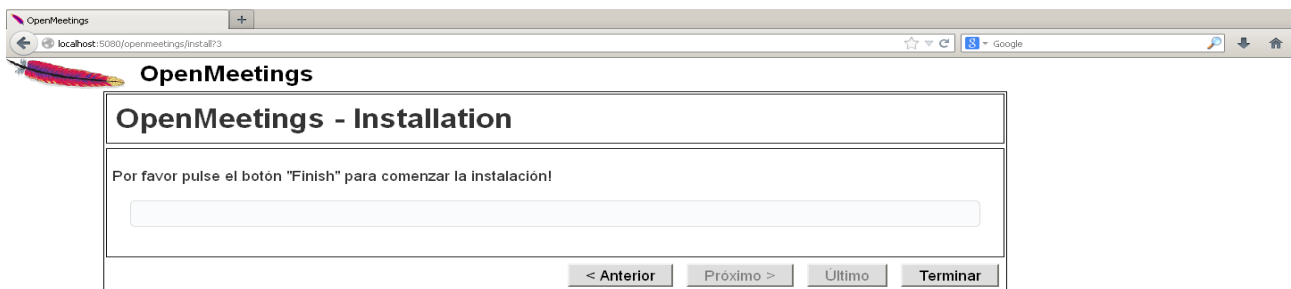 OpenMeetings
localhost:5080/openmeetings/install?3
Google
OpenMeetings
OpenMeetings - Installation
Por favor pulse el botón "Finish" para comenzar la instalación!
< Anterior Próximo > Último Terminar